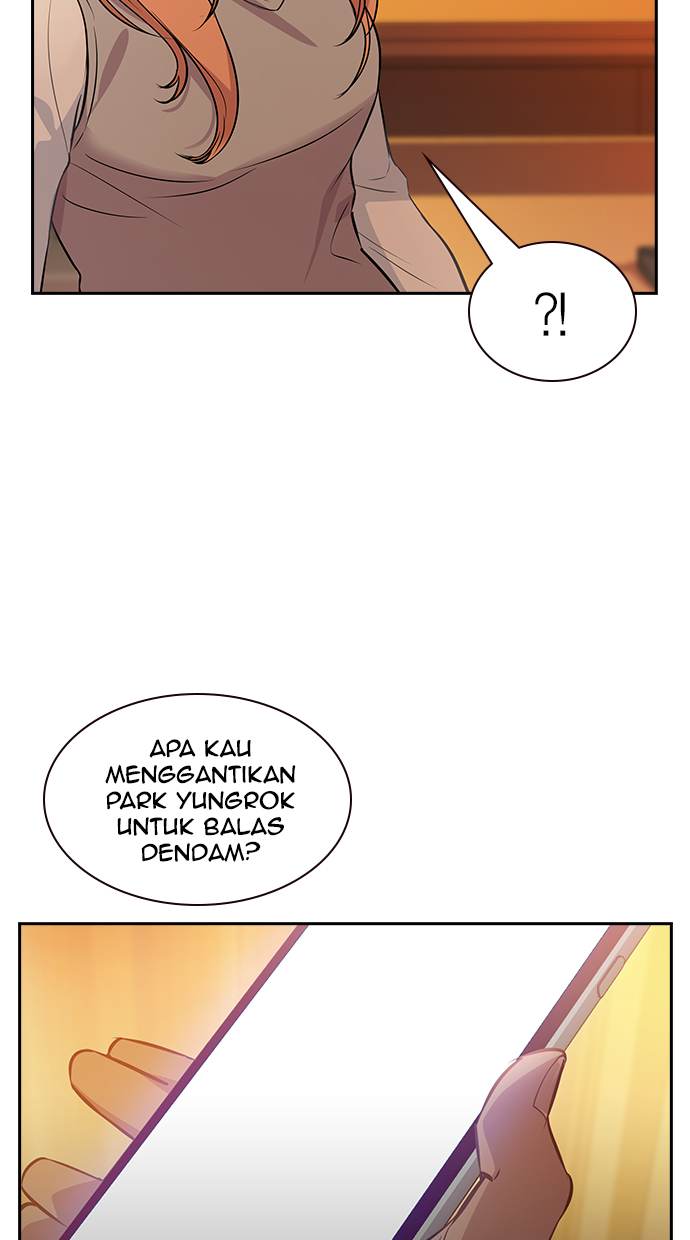 ?!
APA KAU
MENGGANTIKAN
PARK YUNGROK
UNTUK BALAS
DENDAM?